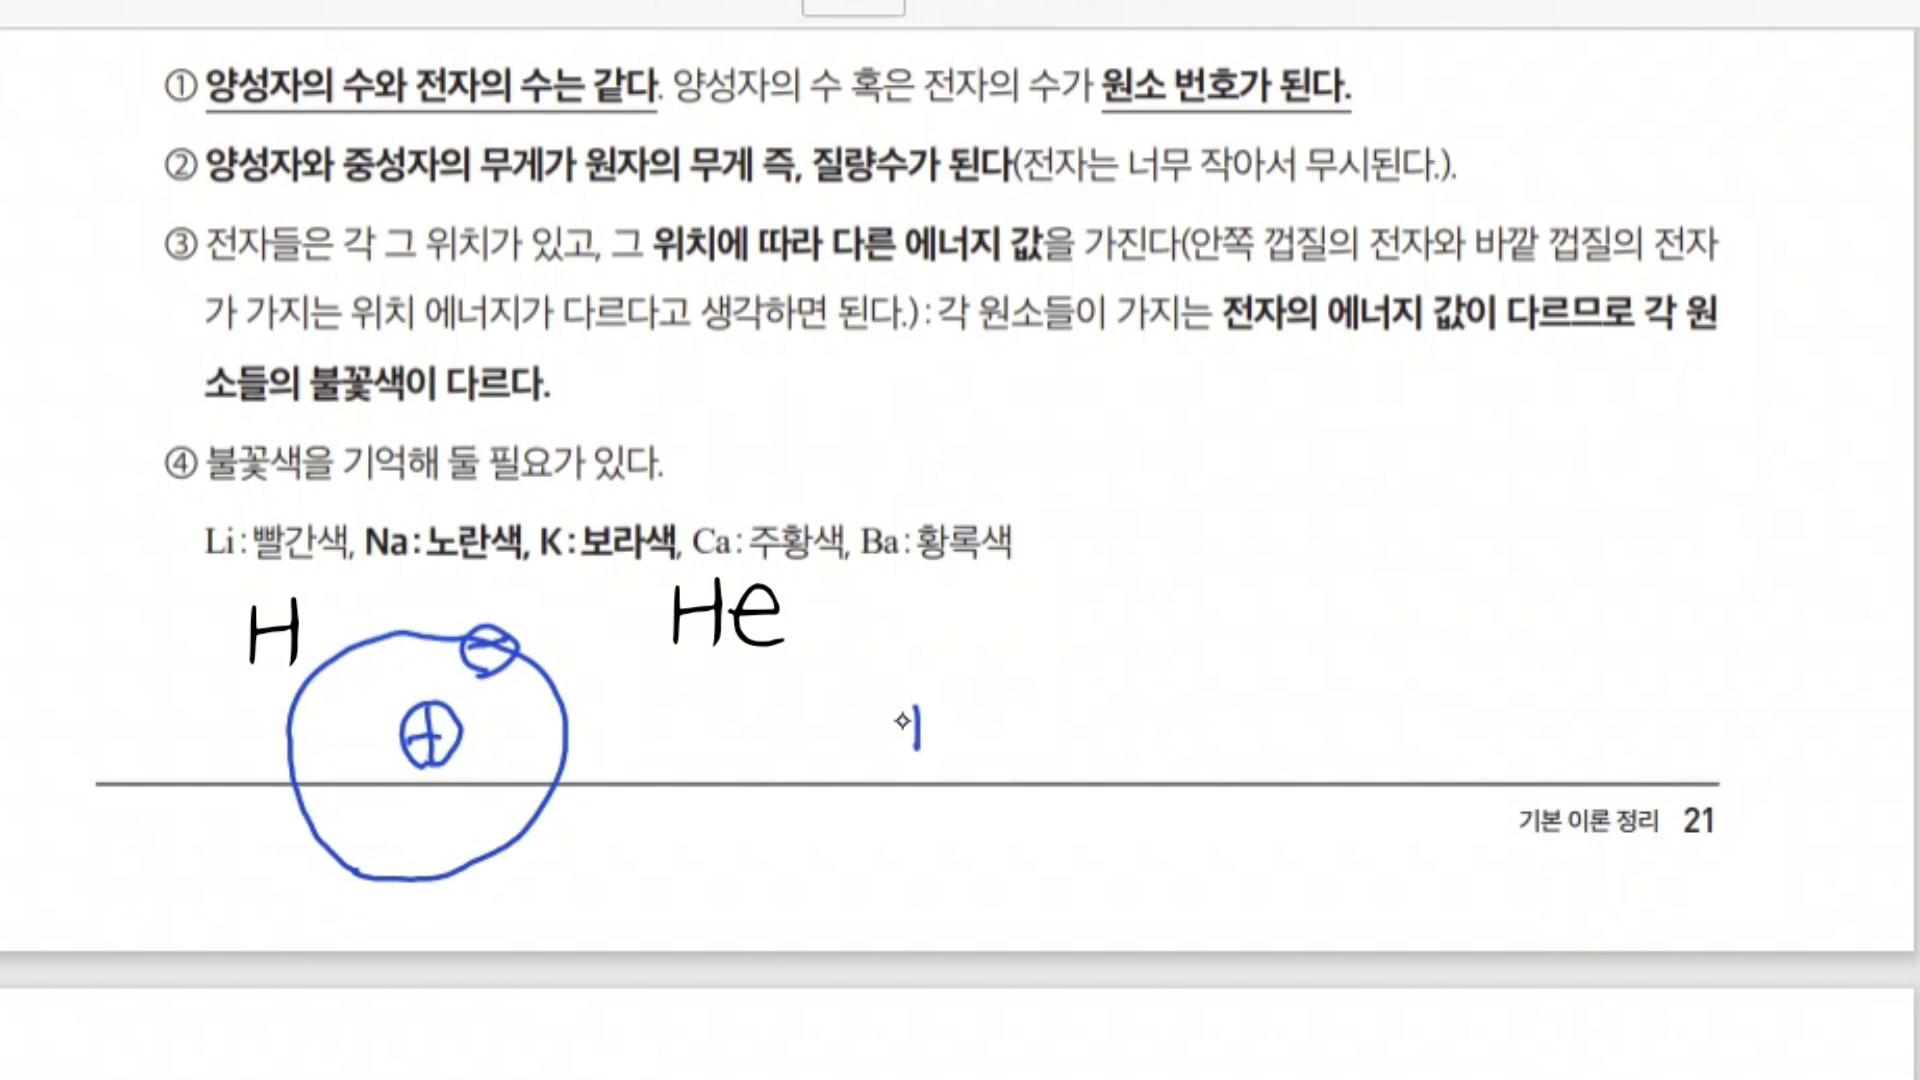 ① 양성자의 수와 전자의 수는 같다. 양성자의 수 혹은 전자의 수가 원소 번호가 된다.
② 양성자와 중성자의 무게가 원자의 무게 즉, 질량수가 된다(전자는 너무 작아서 무시된다.).
③ 전자들은 각 그 위치가 있고, 그 위치에 따라 다른 에너지 값을 가진다(안쪽 껍질의 전자와 바깥 껍질의 전자
가 가지는 위치 에너지가 다르다고 생각하면 된다.) : 각 원소들이 가지는 전자의 에너지 값이 다르므로 각 원
소들의 불꽃색이 다르다.
④ 불꽃색을 기억해 둘 필요가 있다.
Li : 빨간색, Na : 노란색, K : 보라색, Ca : 주황색, Ba : 황록색
H He
기본 이론 정리 21